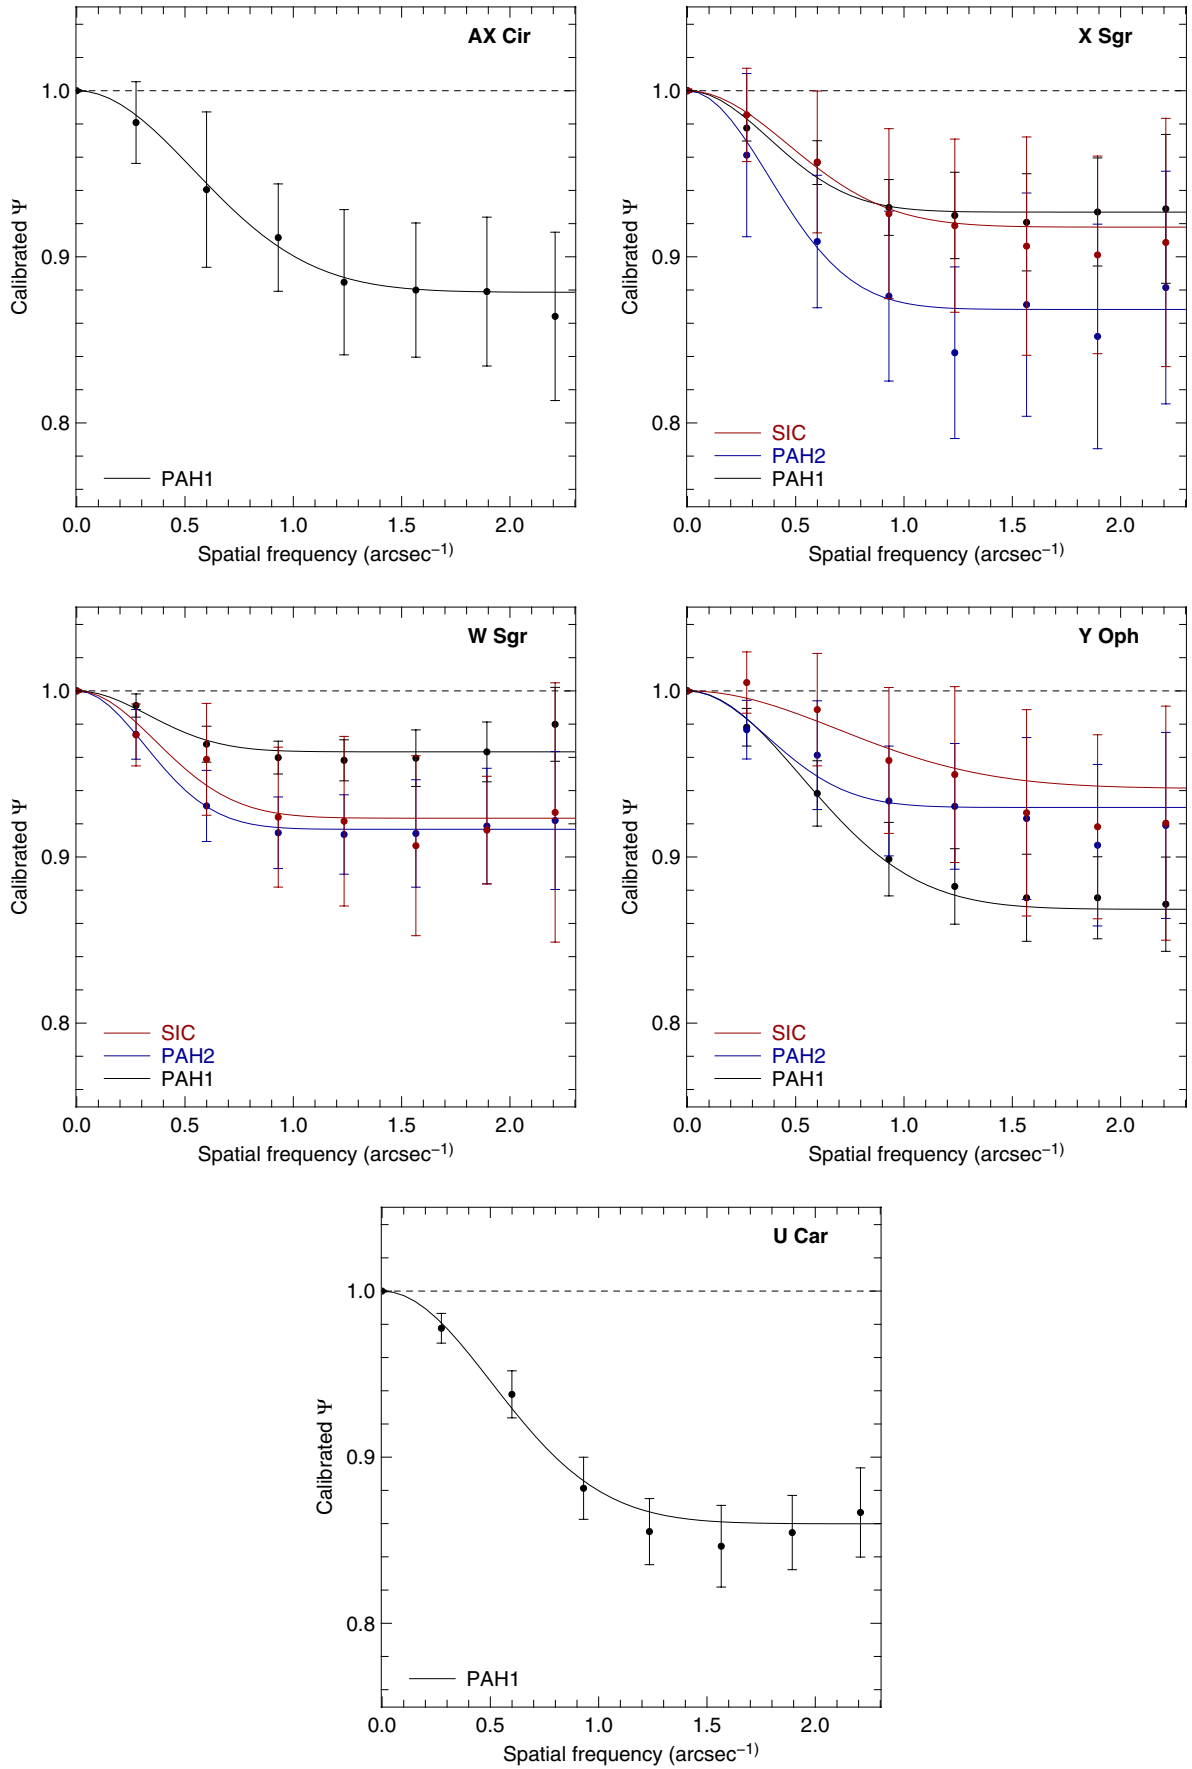 AX Cir
1.0
0.9
0.8
Calibrated Ψ
PAH1
0.0 0.5 1.0 1.5 2.0
Spatial frequency (arcsec⁻¹⁾
X Sgr
1.0
0.9
0.8
Calibrated Ψ
SIC
PAH2
PAH1
0.0 0.5 1.0 1.5 2.0
Spatial frequency (arcsec⁻¹⁾
W Sgr
1.0
0.9
0.8
Calibrated Ψ
SIC
PAH2
PAH1
0.0 0.5 1.0 1.5 2.0
Spatial frequency (arcsec⁻¹⁾
Y Oph
1.0
0.9
0.8
Calibrated Ψ
SIC
PAH2
PAH1
0.0 0.5 1.0 1.5 2.0
Spatial frequency (arcsec⁻¹⁾
U Car
1.0
0.9
0.8
Calibrated Ψ
PAH1
0.0 0.5 1.0 1.5 2.0
Spatial frequency (arcsec⁻¹⁾